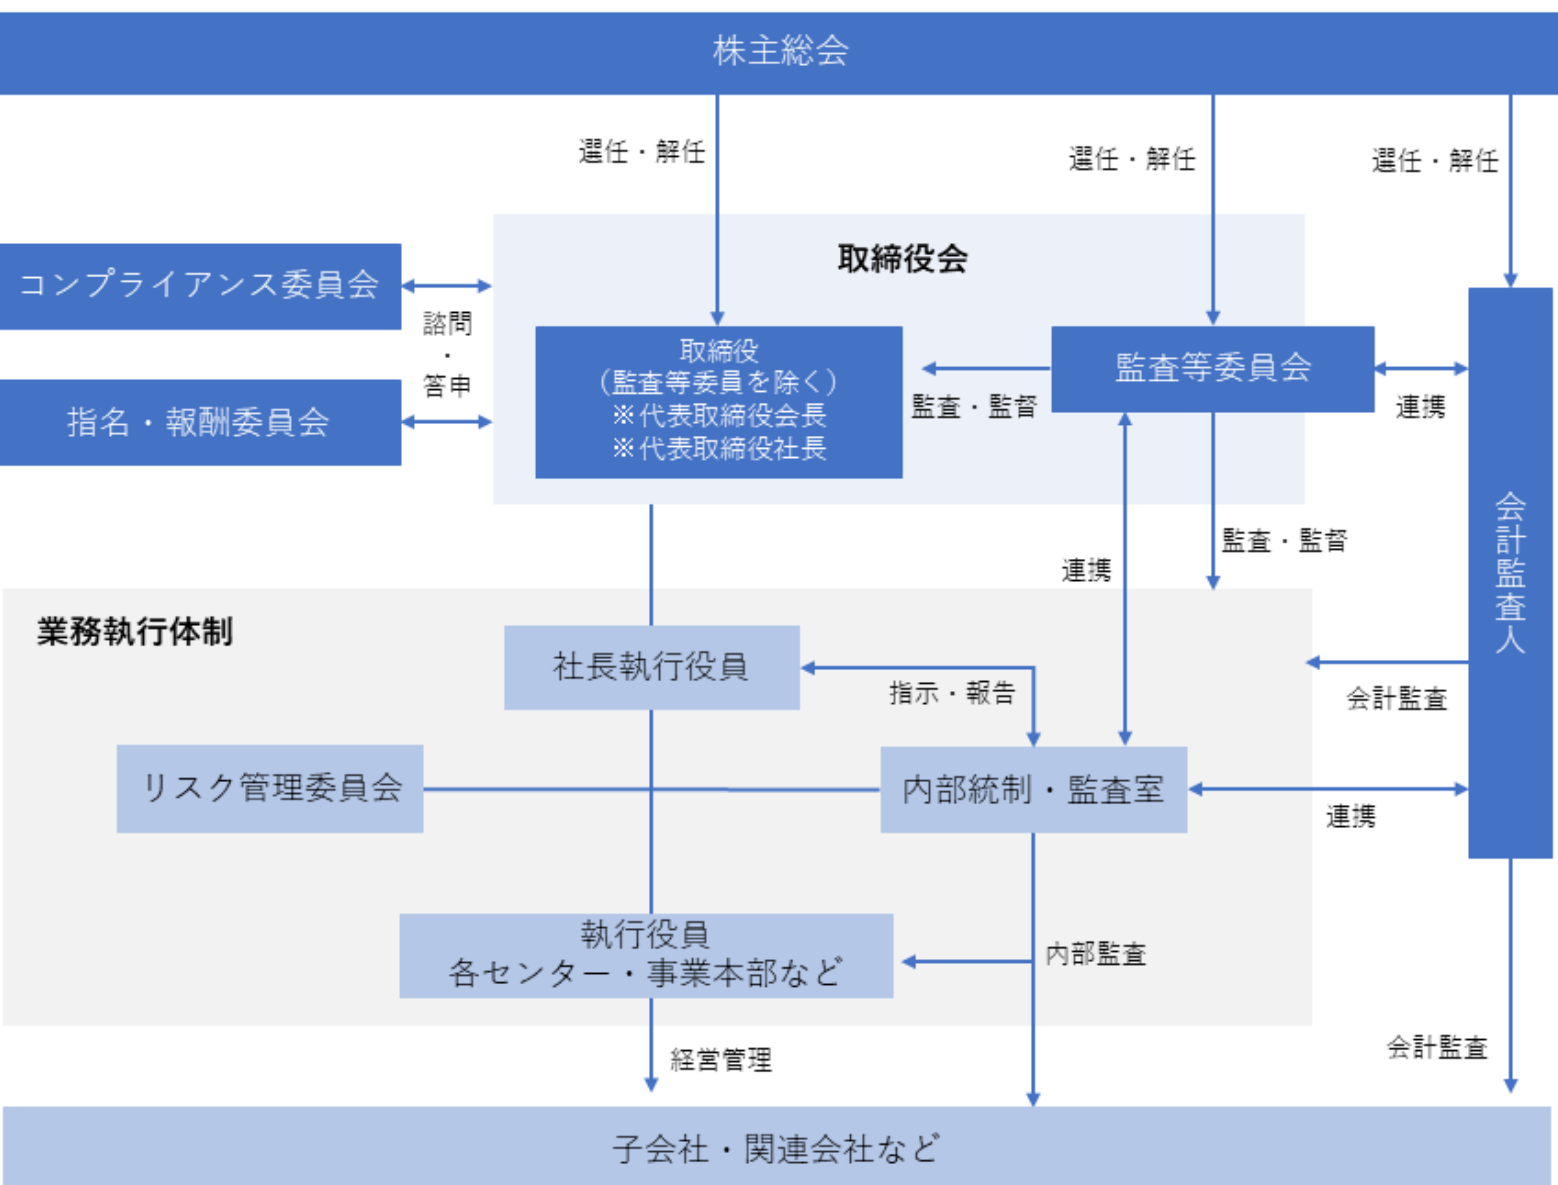 株主総会
選任・解任
選任・解任
選任・解任
取締役会
コンプライアンス委員会
諮問
・
答申
指名・報酬委員会
取締役
（監査等委員を除く）
※代表取締役会長
※代表取締役社長
監査・監督
監査等委員会
連携
会計監査人
監査・監督
連携
業務執行体制
社長執行役員
指示・報告
会計監査
リスク管理委員会
内部統制・監査室
連携
執行役員
各センター・事業本部など
内部監査
経営管理
会計監査
子会社・関連会社など